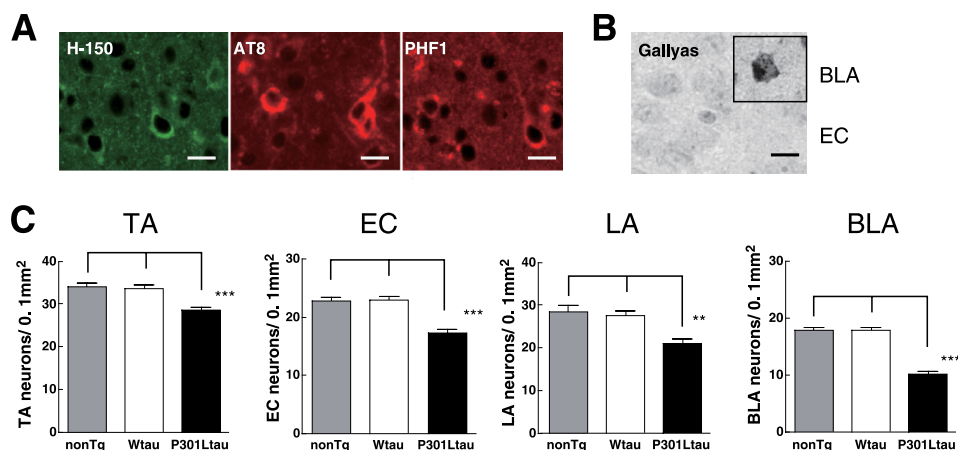 A
H-150
AT8
PHF1
B
Gallyas
BLA
EC
C
TA
TA neurons/ 0. 1mm²
40
30
20
10
0
***
nonTg Wtau P301Ltau
EC
EC neurons/ 0. 1mm²
30
20
10
0
***
nonTg Wtau P301Ltau
LA
LA neurons/ 0. 1mm²
40
30
20
10
0
**
nonTg Wtau P301Ltau
BLA
BLA neurons/ 0. 1mm²
30
20
10
0
***
nonTg Wtau P301Ltau